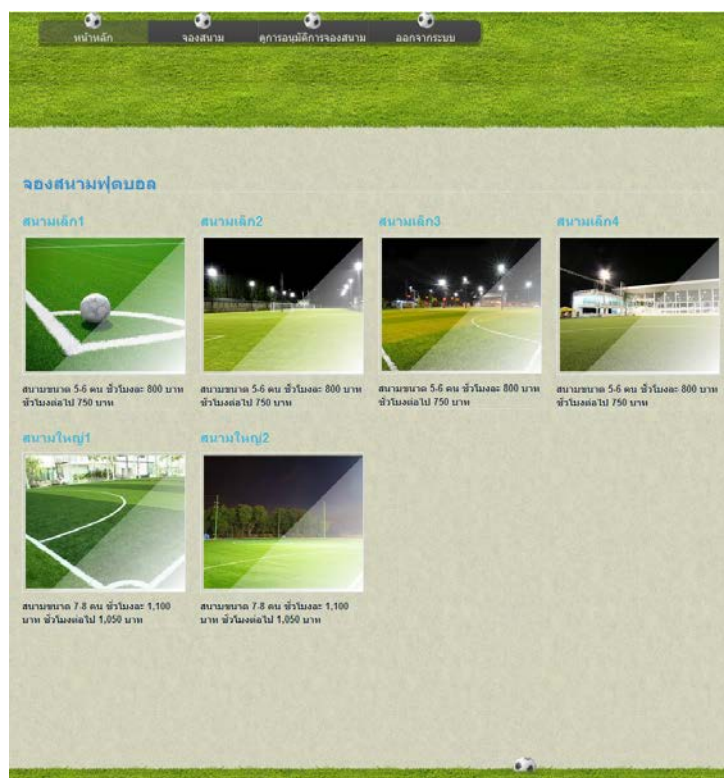 หน้าหลัก จองสนาม ดูการอนุมัติการจองสนาม ออกจากระบบ
จองสนามฟุตบอล
สนามเล็ก1 สนามเล็ก2 สนามเล็ก3 สนามเล็ก4
สนามขนาด 5-6 คน ชั่วโมงละ 800 บาท
ชั่วโมงต่อไป 750 บาท
สนามขนาด 5-6 คน ชั่วโมงละ 800 บาท
ชั่วโมงต่อไป 750 บาท
สนามขนาด 5-6 คน ชั่วโมงละ 800 บาท
ชั่วโมงต่อไป 750 บาท
สนามขนาด 5-6 คน ชั่วโมงละ 800 บาท
ชั่วโมงต่อไป 750 บาท
สนามใหญ่1 สนามใหญ่2
สนามขนาด 7-8 คน ชั่วโมงละ 1,100
บาท ชั่วโมงต่อไป 1,050 บาท
สนามขนาด 7-8 คน ชั่วโมงละ 1,100
บาท ชั่วโมงต่อไป 1,050 บาท